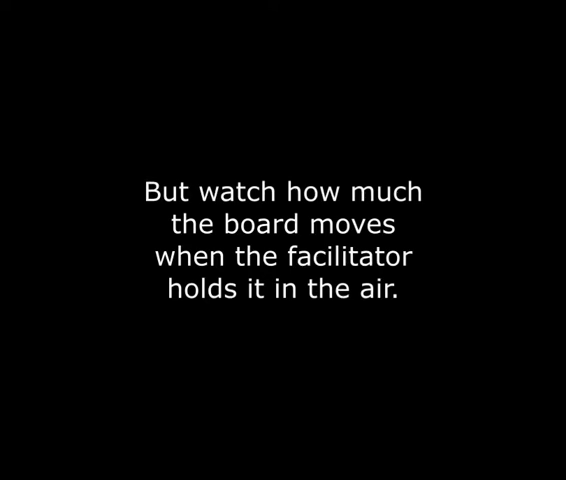 But watch how much
the board moves
when the facilitator
holds it in the air.